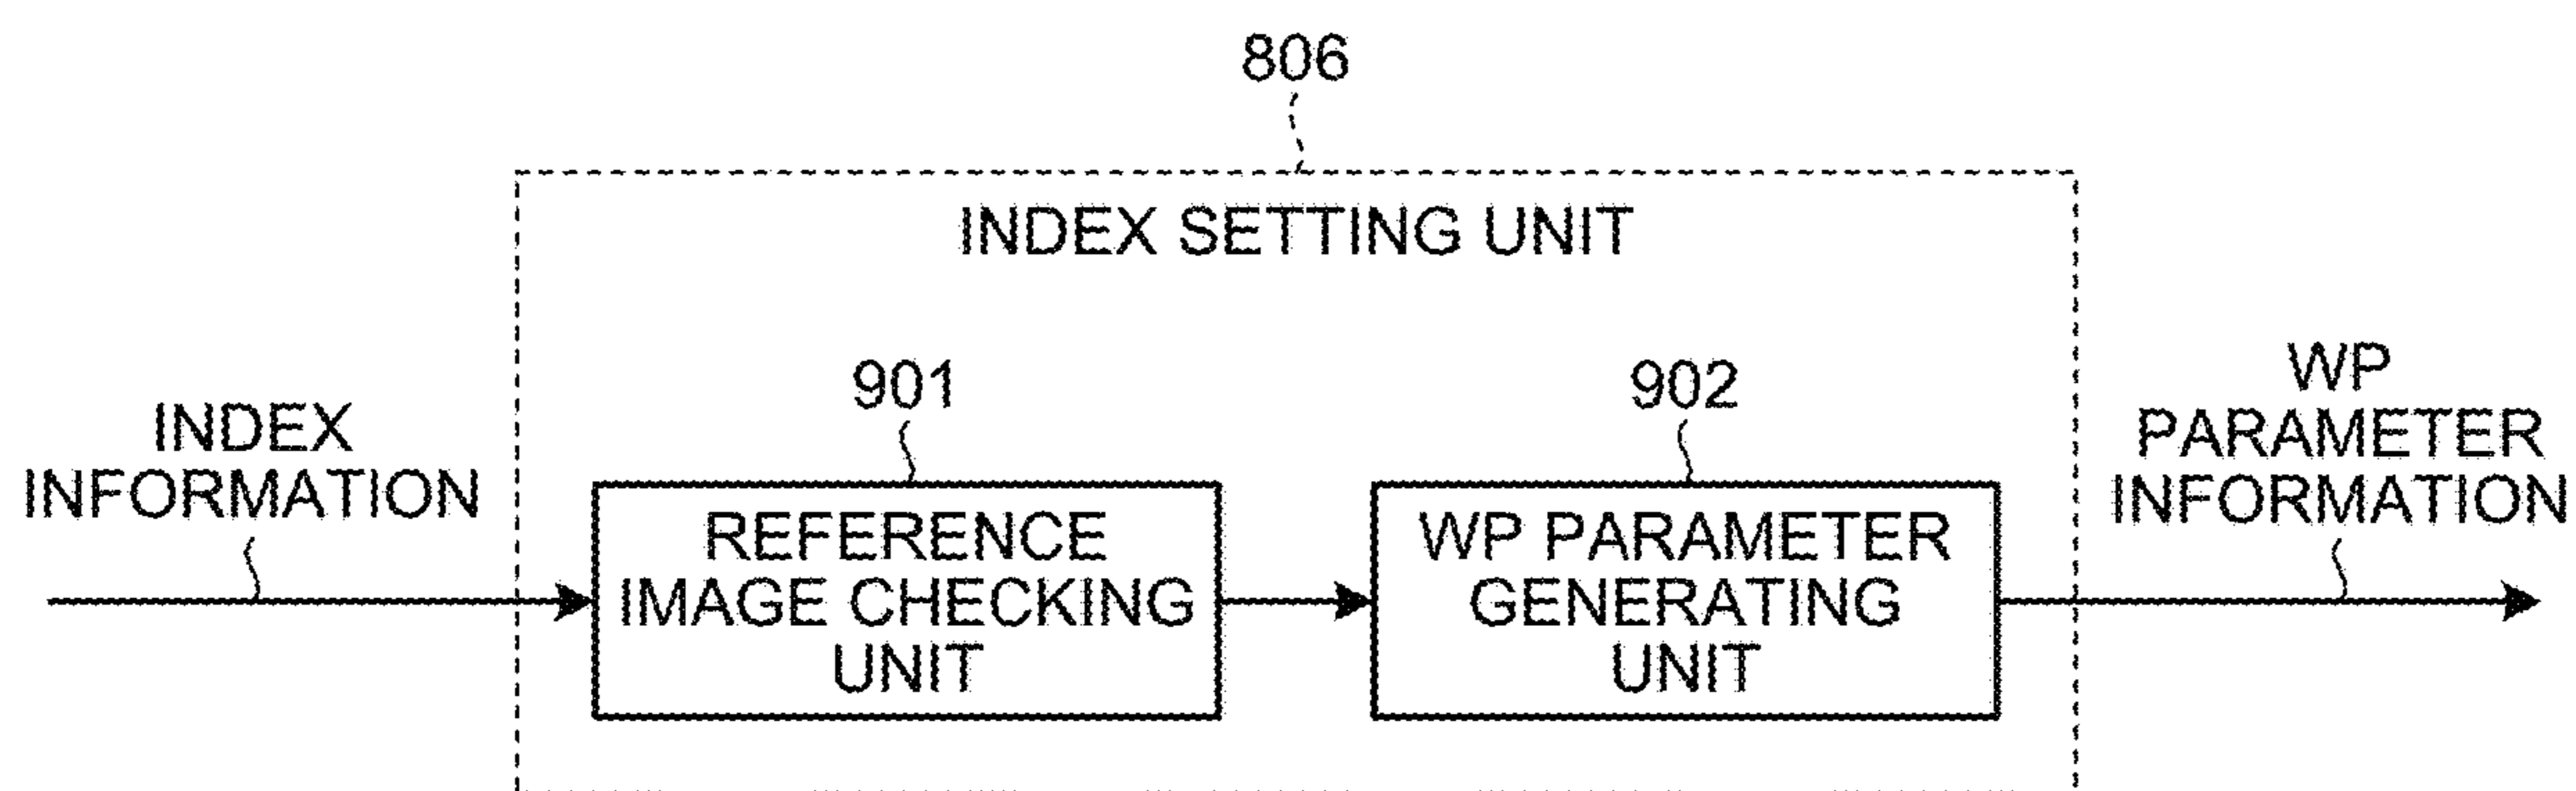 806
INDEX SETTING UNIT
INDEX
INFORMATION
901
REFERENCE
IMAGE CHECKING
UNIT
902
WP PARAMETER
GENERATING
UNIT
WP
PARAMETER
INFORMATION